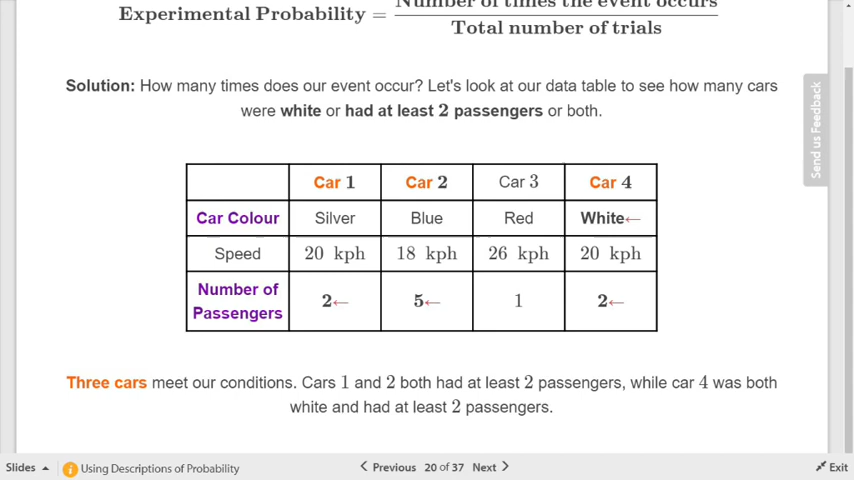 Experimental Probability = Number of times the event occurs
Total number of trials
Solution: How many times does our event occur? Let's look at our data table to see how many cars
were white or had at least 2 passengers or both.
Car 1 Car 2 Car 3 Car 4
Car Colour Silver Blue Red White←
Speed 20 kph 18 kph 26 kph 20 kph
Number of
Passengers 2← 5← 1 2←
Three cars meet our conditions. Cars 1 and 2 both had at least 2 passengers, while car 4 was both
white and had at least 2 passengers.
Send us Feedback
Slides Using Descriptions of Probability Previous 20 of 37 Next Exit